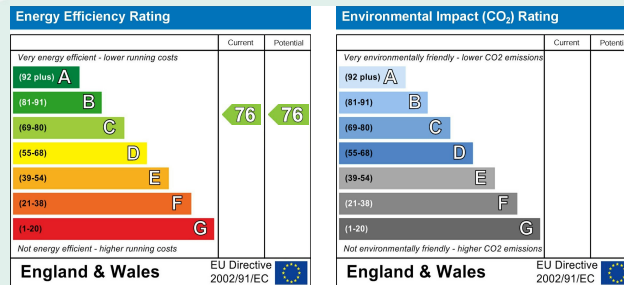 Energy Efficiency Rating
Current Potential
Very energy efficient - lower running costs
(92 plus) A
(81-91) B
(69-80) C
(55-68) D
(39-54) E
(21-38) F
(1-20) G
76 76
Not energy efficient - higher running costs
England & Wales
EU Directive
2002/91/EC
Environmental Impact (CO₂) Rating
Current Potential
Very environmentally friendly - lower CO2 emissions
(92 plus) A
(81-91) B
(69-80) C
(55-68) D
(39-54) E
(21-38) F
(1-20) G
Not environmentally friendly - higher CO2 emissions
England & Wales
EU Directive
2002/91/EC